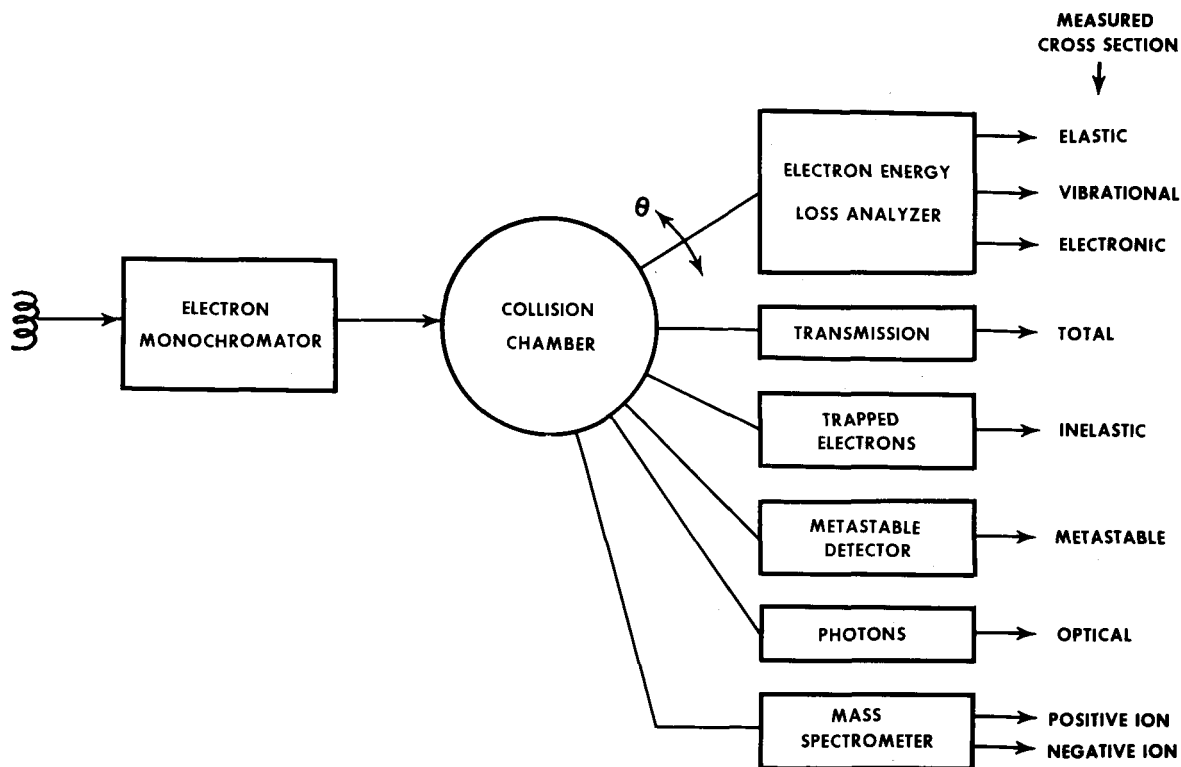 MEASURED
CROSS SECTION
ELECTRON
MONOCHROMATOR
COLLISION
CHAMBER
θ
ELECTRON ENERGY
LOSS ANALYZER
ELASTIC
VIBRATIONAL
ELECTRONIC
TRANSMISSION
TOTAL
TRAPPED
ELECTRONS
INELASTIC
METASTABLE
DETECTOR
METASTABLE
PHOTONS
OPTICAL
MASS
SPECTROMETER
POSITIVE ION
NEGATIVE ION